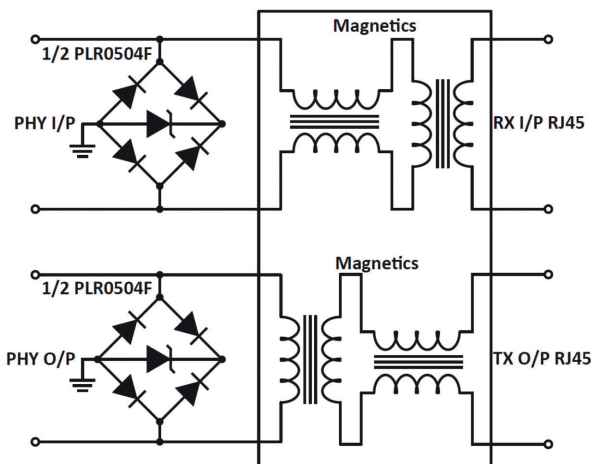 Magnetics
1/2 PLR0504F
PHY I/P
RX I/P RJ45
Magnetics
1/2 PLR0504F
PHY O/P
TX O/P RJ45